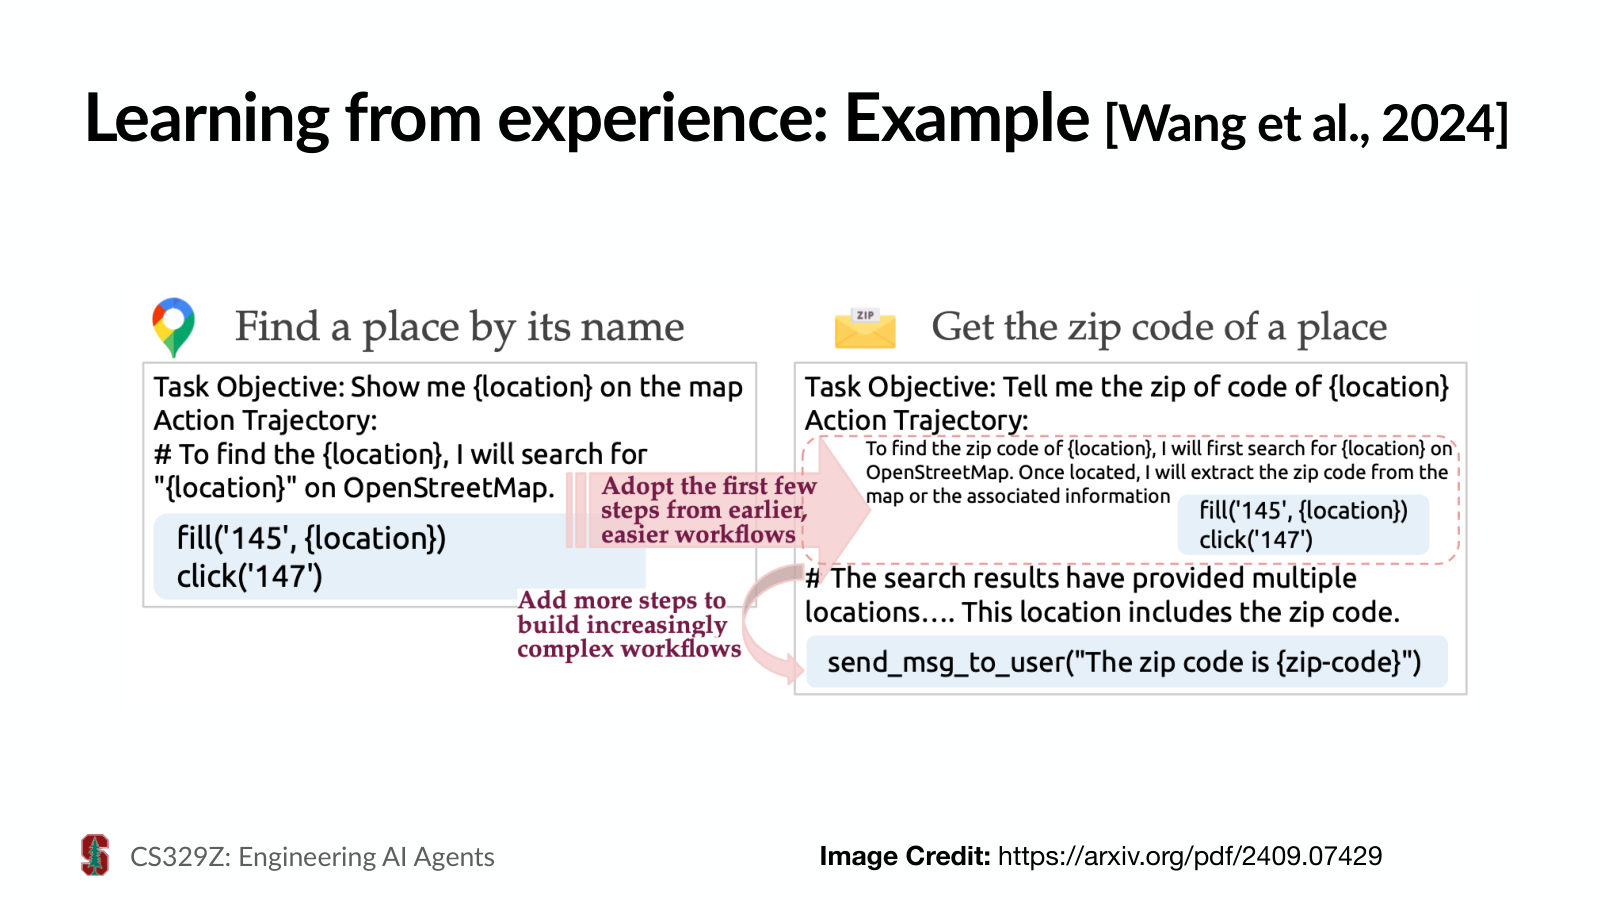 Learning from experience: Example [Wang et al., 2024]
Find a place by its name
Task Objective: Show me {location} on the map
Action Trajectory:
# To find the {location}, I will search for
"{location}" on OpenStreetMap.
fill('145', {location})
click('147')
Adopt the first few
steps from earlier,
easier workflows
Add more steps to
build increasingly
complex workflows
ZIP
Get the zip code of a place
Task Objective: Tell me the zip of code of {location}
Action Trajectory:
To find the zip code of {location}, I will first search for {location} on
OpenStreetMap. Once located, I will extract the zip code from the
map or the associated information
fill('145', {location})
click('147')
# The search results have provided multiple
locations.... This location includes the zip code.
send_msg_to_user("The zip code is {zip-code}")
S
CS329Z: Engineering AI Agents
Image Credit: https://arxiv.org/pdf/2409.07429